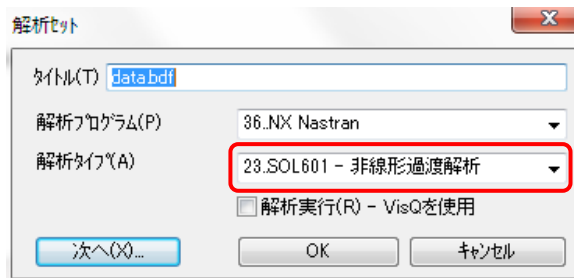 解析セット
タイトル(T) data.bdf
解析プログラム(P) 36..NX Nastran
解析タイプ(A) 23.SOL601 - 非線形過渡解析
解析実行(R) - VisQを使用
次へ(X)... OK キャンセル